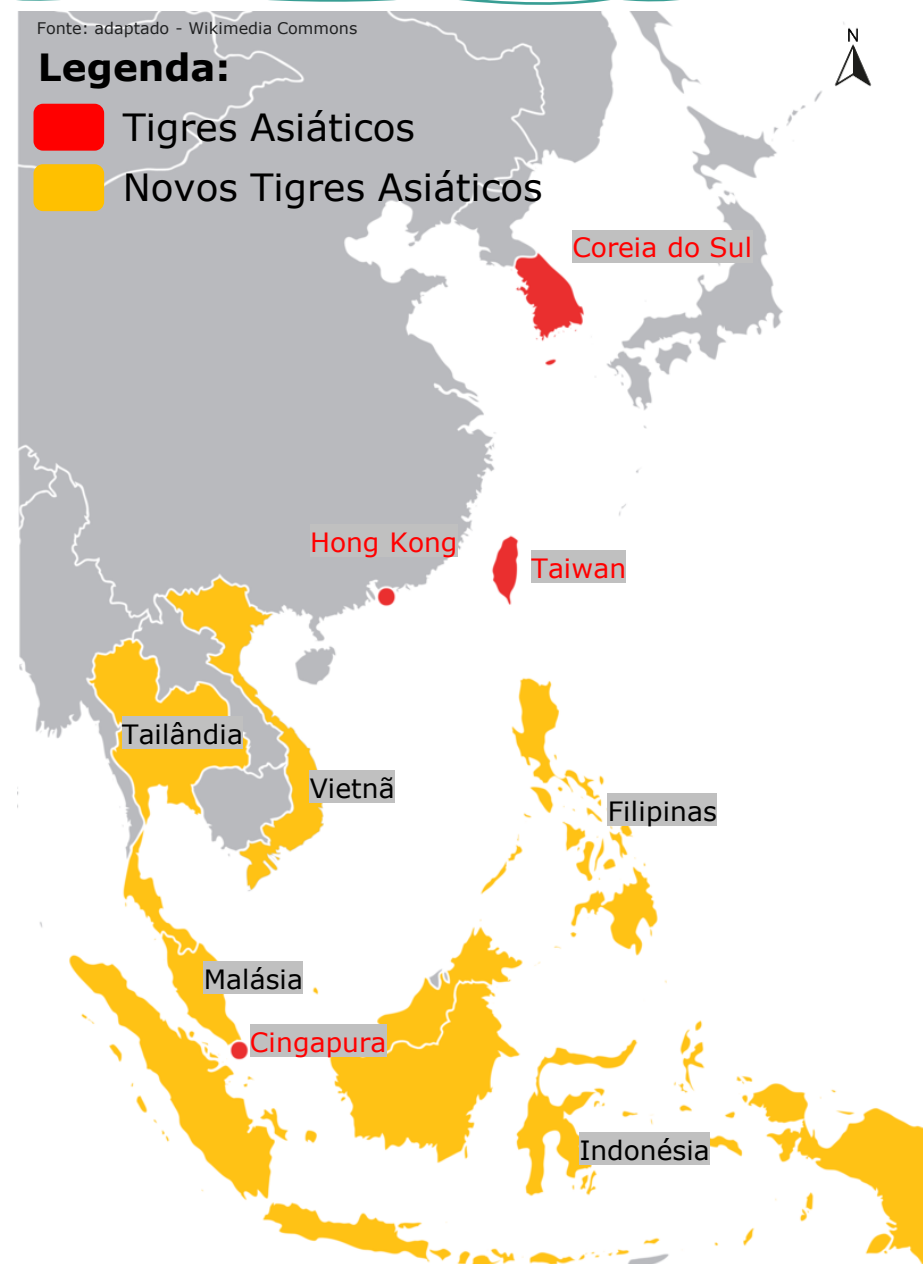 Fonte: adaptado - Wikimedia Commons
N
Legenda:
Tigres Asiáticos
Novos Tigres Asiáticos
Coreia do Sul
Hong Kong
Taiwan
Tailândia
Vietnã
Filipinas
Malásia
Cingapura
Indonésia